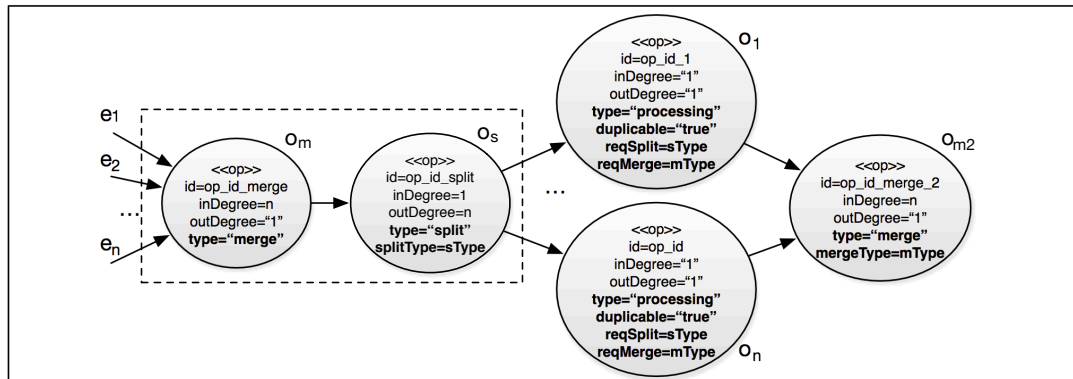 e1
e2
...
en
om
<<op>>
id=op_id_merge
inDegree=n
outDegree="1"
type="merge"
os
<<op>>
id=op_id_split
inDegree=1
outDegree=n
type="split"
splitType=sType
...
o1
<<op>>
id=op_id_1
inDegree="1"
outDegree="1"
type="processing"
duplicable="true"
reqSplit=sType
reqMerge=mType
<<op>>
id=op_id
inDegree="1"
outDegree="1"
type="processing"
duplicable="true"
reqSplit=sType
reqMerge=mType
on
om2
<<op>>
id=op_id_merge_2
inDegree=n
outDegree="1"
type="merge"
mergeType=mType